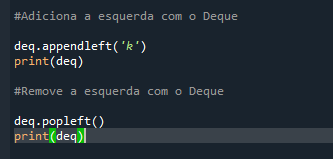 #Adiciona a esquerda com o Deque
deq.appendleft('k')
print(deq)
#Remove a esquerda com o Deque
deq.popleft()
print(deq)